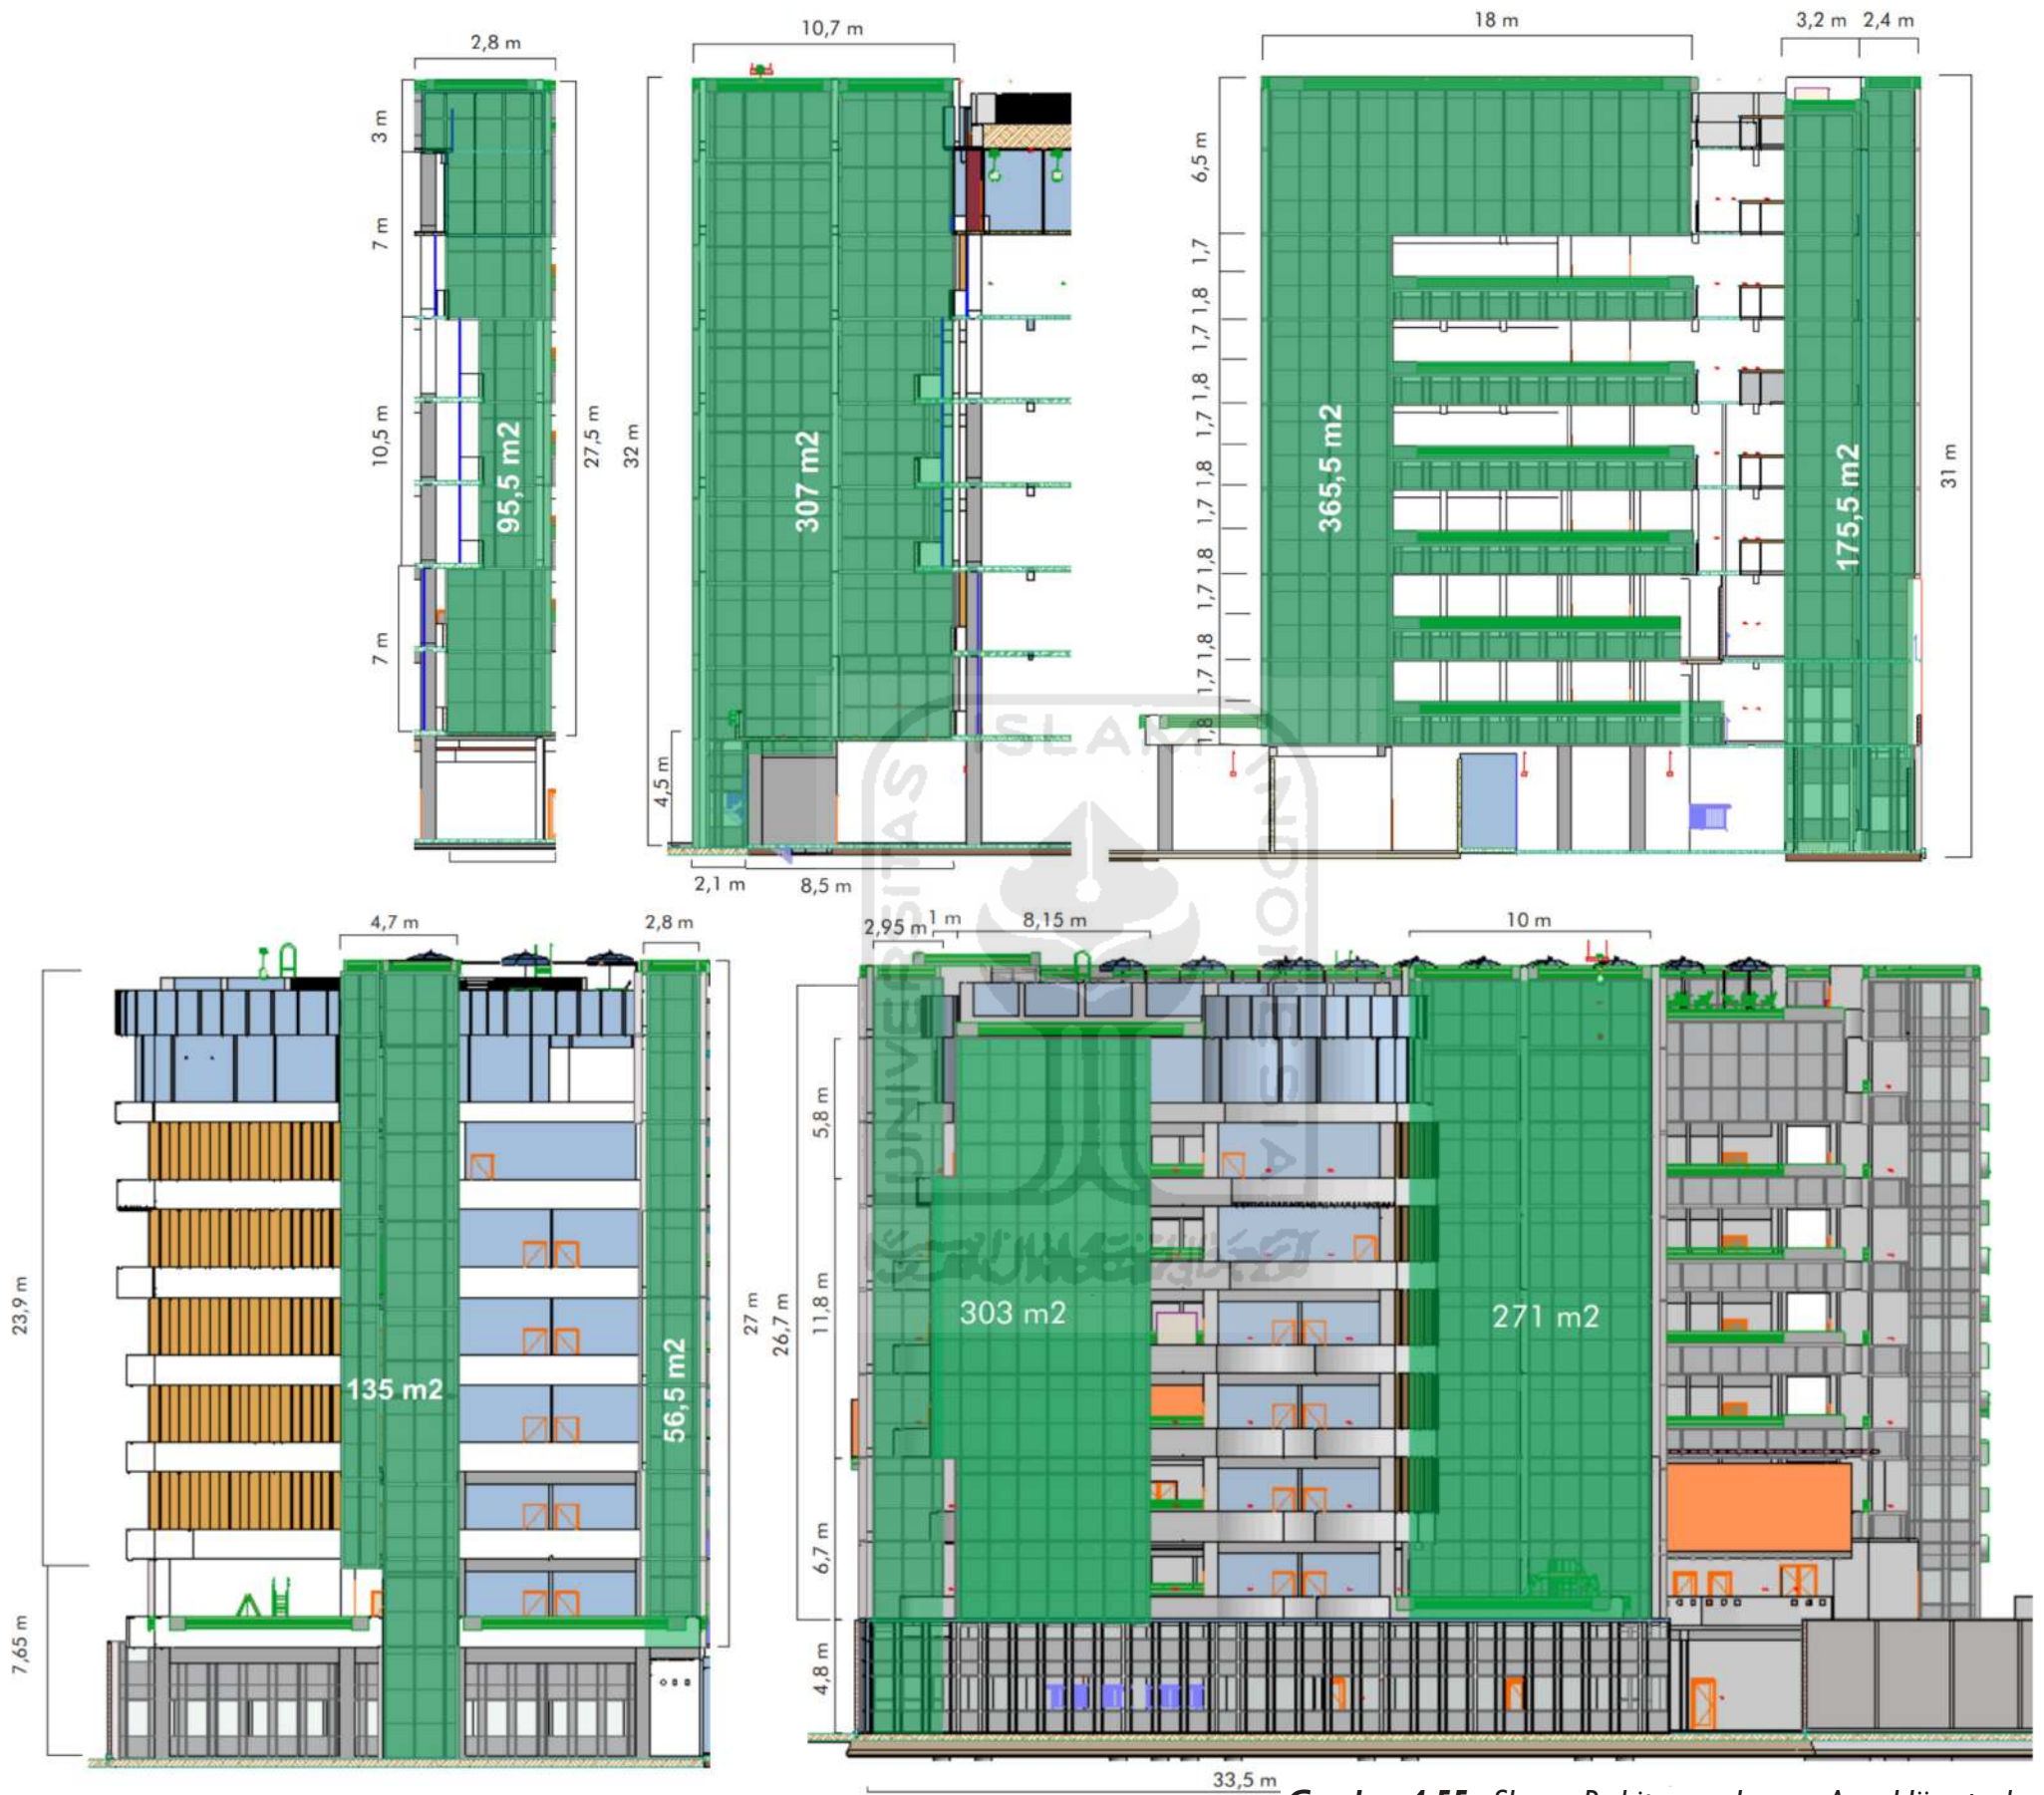 2,8 m
3 m
7 m
10,5 m
7 m
95,5 m2
27,5 m
10,7 m
32 m
307 m2
4,5 m
2,1 m
8,5 m
18 m
3,2 m 2,4 m
6,5 m
1,7
1,8
1,7
1,8
1,7
1,8
1,7
1,8
1,7
1,8
1,7
1,8
365,5 m2
175,5 m2
31 m
UNIVERSITAS ISLAM INDONESIA
4,7 m
2,8 m
23,9 m
7,65 m
135 m2
56,5 m2
27 m
2,95 m
1 m
8,15 m
10 m
26,7 m
5,8 m
11,8 m
6,7 m
4,8 m
303 m2
271 m2
33,5 m